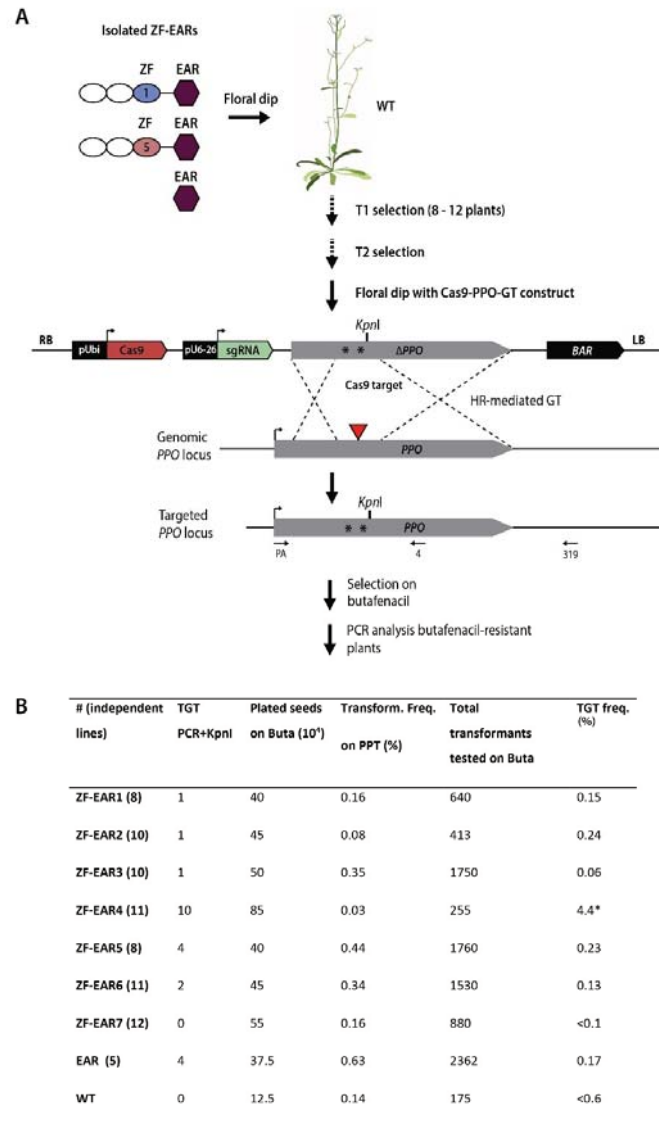 A
Isolated ZF-EARs
ZF EAR
1
Floral dip
WT
ZF EAR
5
EAR
T1 selection (8 - 12 plants)
T2 selection
Floral dip with Cas9-PPO-GT construct
RB pUbi Cas9 pU6-26 sgRNA KpnI * * ΔPPO BAR LB
Cas9 target
HR-mediated GT
Genomic
PPO locus
PPO
KpnI
Targeted
PPO locus
* * PPO
PA 4 319
Selection on
butafenacil
PCR analysis butafenacil-resistant
plants
B
# (independent lines) TGT PCR+KpnI Plated seeds on Buta (10⁴) Transform. Freq. on PPT (%) Total transformants tested on Buta TGT freq. (%)
ZF-EAR1 (8) 1 40 0.16 640 0.15
ZF-EAR2 (10) 1 45 0.08 413 0.24
ZF-EAR3 (10) 1 50 0.35 1750 0.06
ZF-EAR4 (11) 10 85 0.03 255 4.4*
ZF-EAR5 (8) 4 40 0.44 1760 0.23
ZF-EAR6 (11) 2 45 0.34 1530 0.13
ZF-EAR7 (12) 0 55 0.16 880 <0.1
EAR (5) 4 37.5 0.63 2362 0.17
WT 0 12.5 0.14 175 <0.6